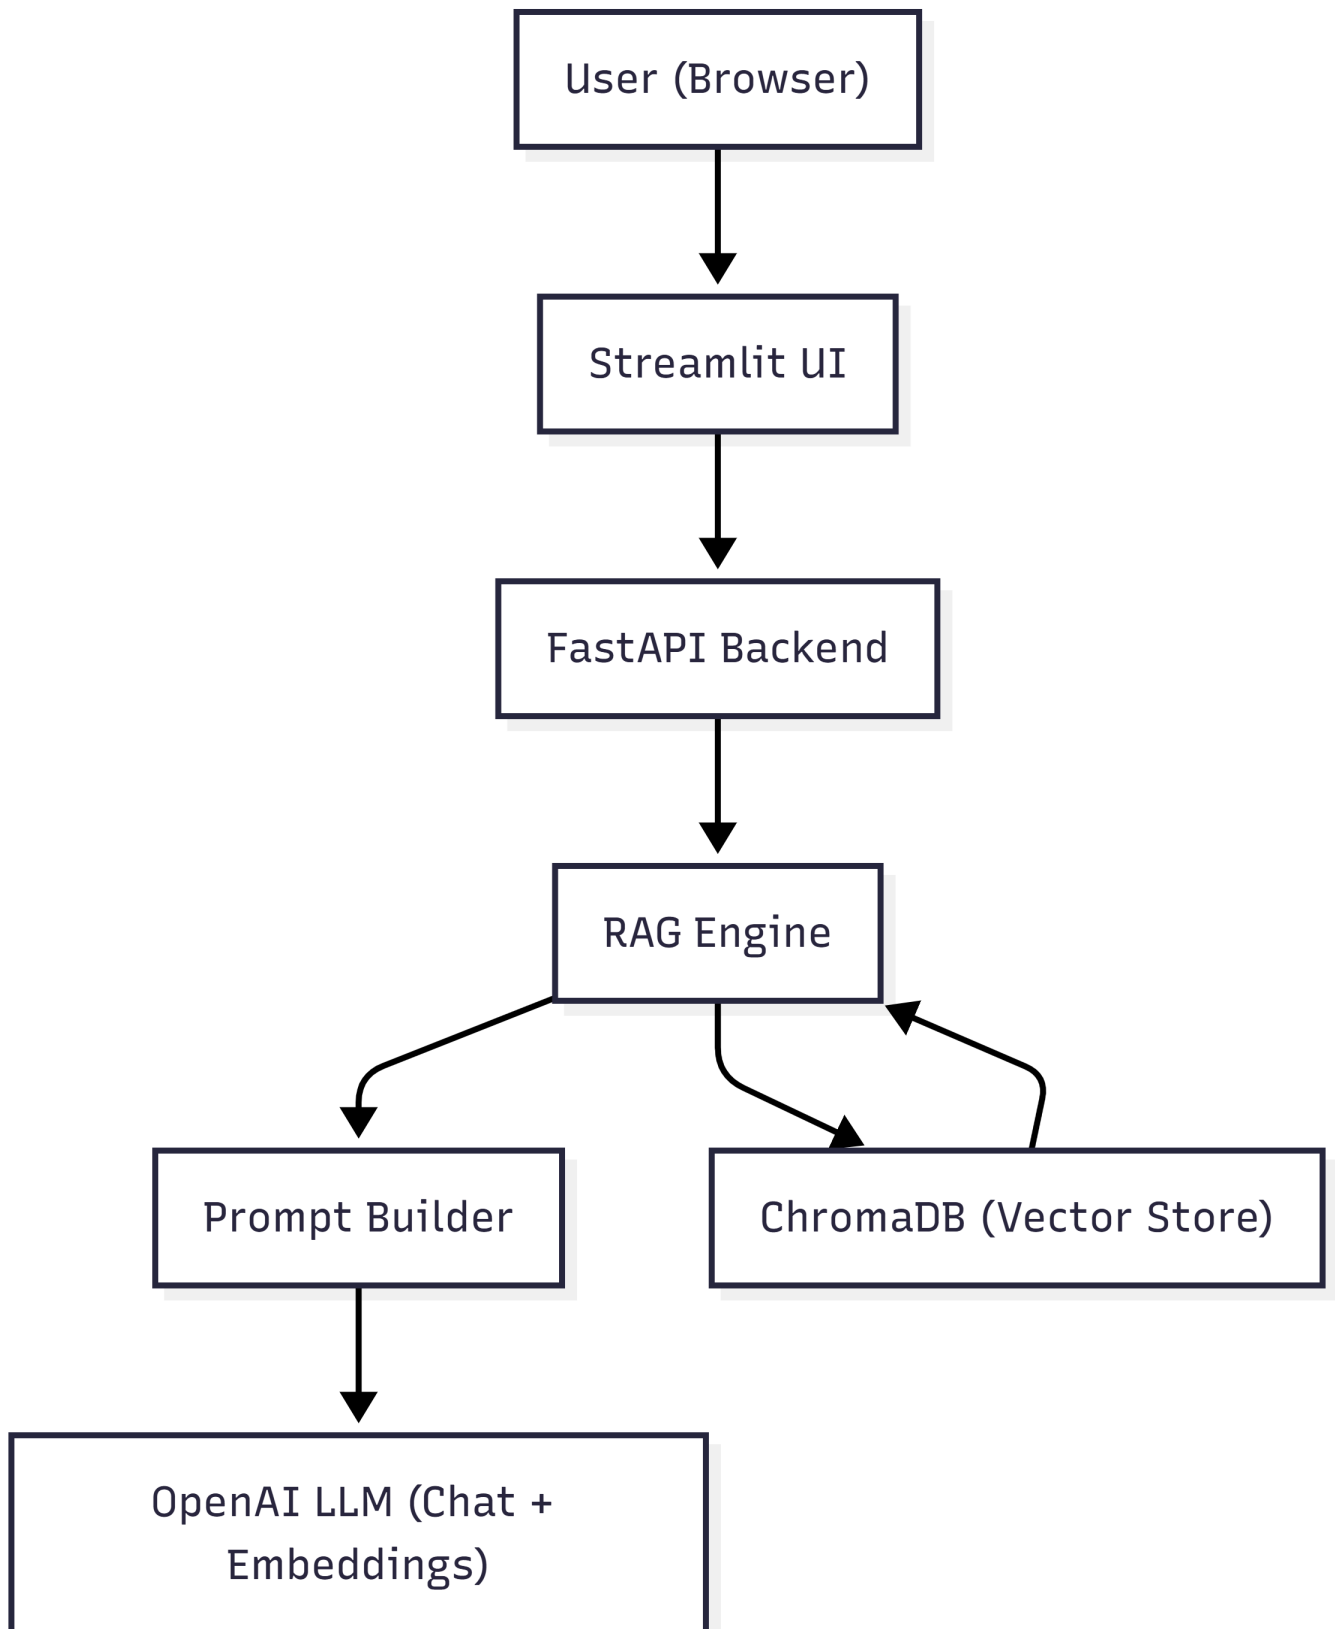 User (Browser)
Streamlit UI
FastAPI Backend
RAG Engine
Prompt Builder
ChromaDB (Vector Store)
OpenAI LLM (Chat +
Embeddings)